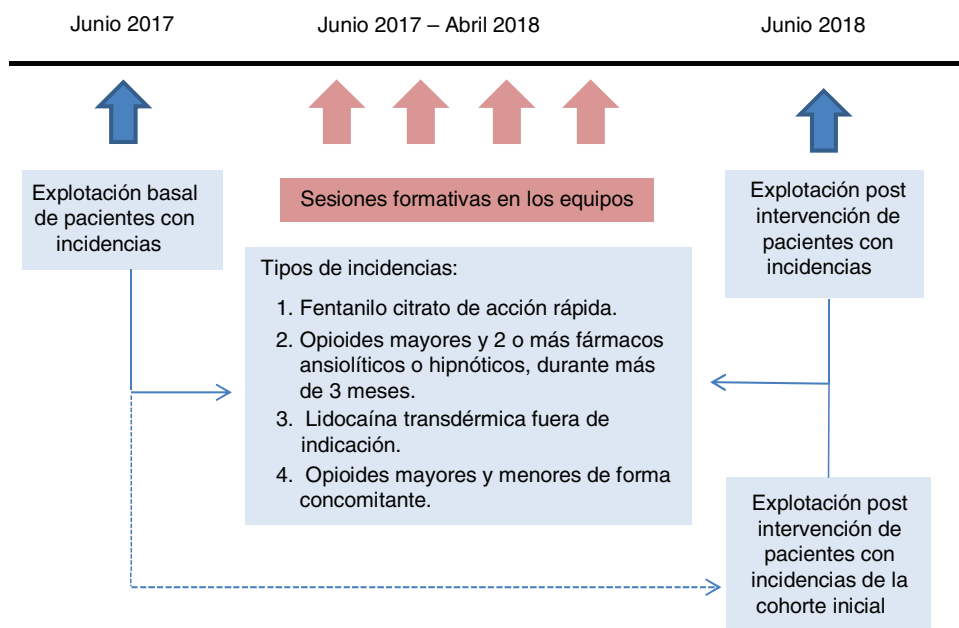 Junio 2017
Junio 2017 – Abril 2018
Junio 2018
Explotación basal
de pacientes con
incidencias
Sesiones formativas en los equipos
Explotación post
intervención de
pacientes con
incidencias
Tipos de incidencias:
1. Fentanilo citrato de acción rápida.
2. Opioides mayores y 2 o más fármacos
ansiolíticos o hipnóticos, durante más
de 3 meses.
3. Lidocaína transdérmica fuera de
indicación.
4. Opioides mayores y menores de forma
concomitante.
Explotación post
intervención de
pacientes con
incidencias de la
cohorte inicial